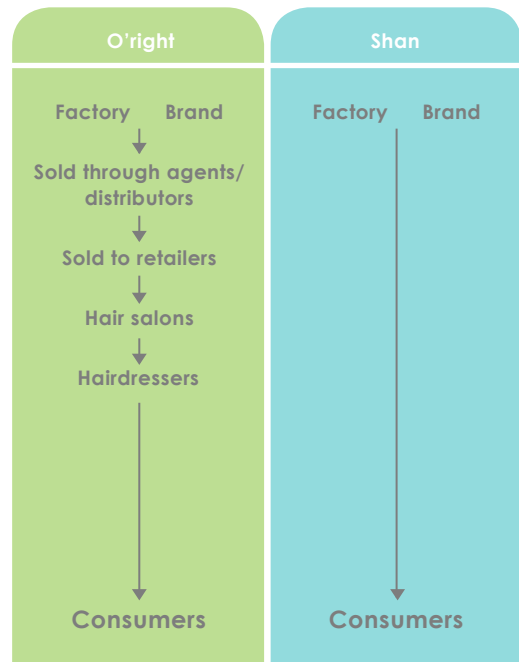 O'right
Factory Brand
Sold through agents/
distributors
Sold to retailers
Hair salons
Hairdressers
Consumers
Shan
Factory Brand
Consumers